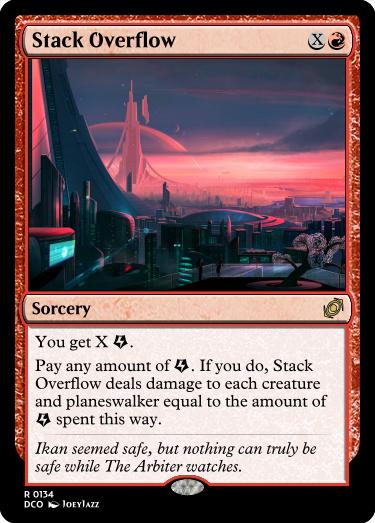 Stack Overflow X
Sorcery
You get X.
Pay any amount of. If you do, Stack
Overflow deals damage to each creature
and planeswalker equal to the amount of
spent this way.
Ikan seemed safe, but nothing can truly be
safe while The Arbiter watches.
R 0134
DCO JoeyJazz